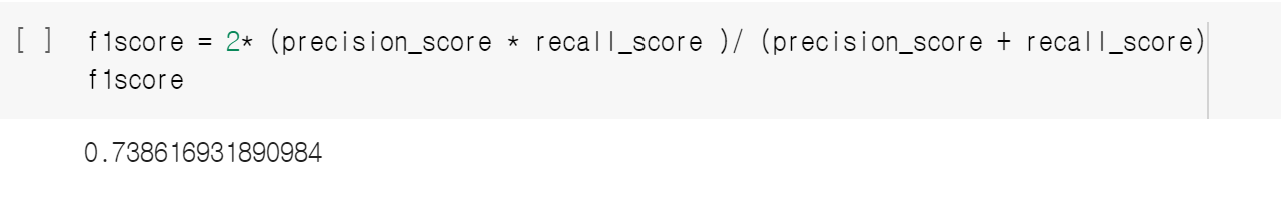 [ ] f1score = 2* (precision_score * recall_score )/ (precision_score + recall_score)
f1score
0.738616931890984